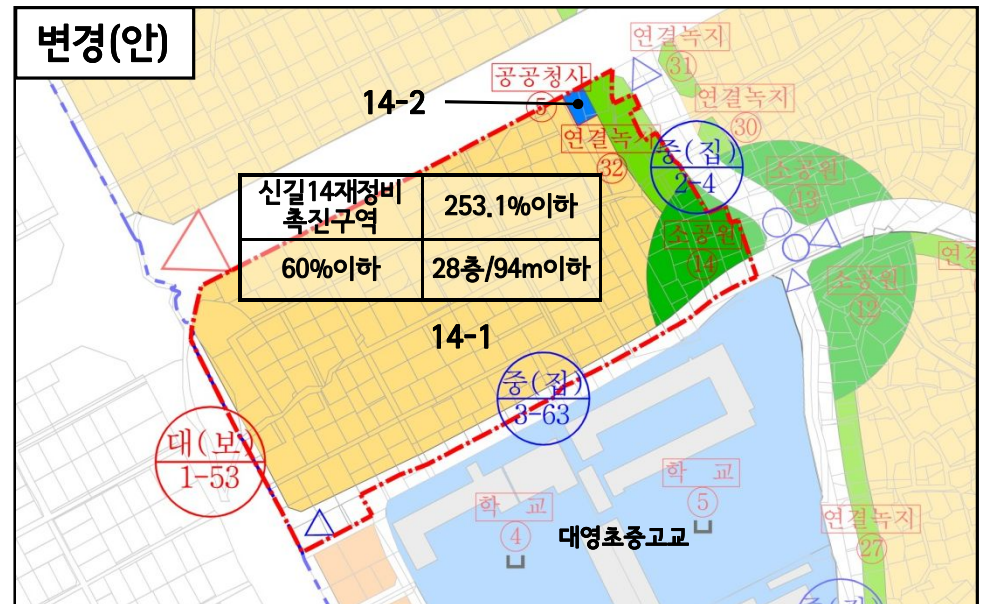 변경(안)
연결녹지
31
공공청사
5
14-2
연결녹지
30
연결녹지
32
중(집)
2-4
소공원
13
신길14재정비
촉진구역
253.1%이하
60%이하
28층/94m이하
소공원
14
연결
소공원
12
14-1
중(집)
3-63
대(보)
1-53
학 교
5
학 교
4
대영초중고교
연결녹지
27
중(집)